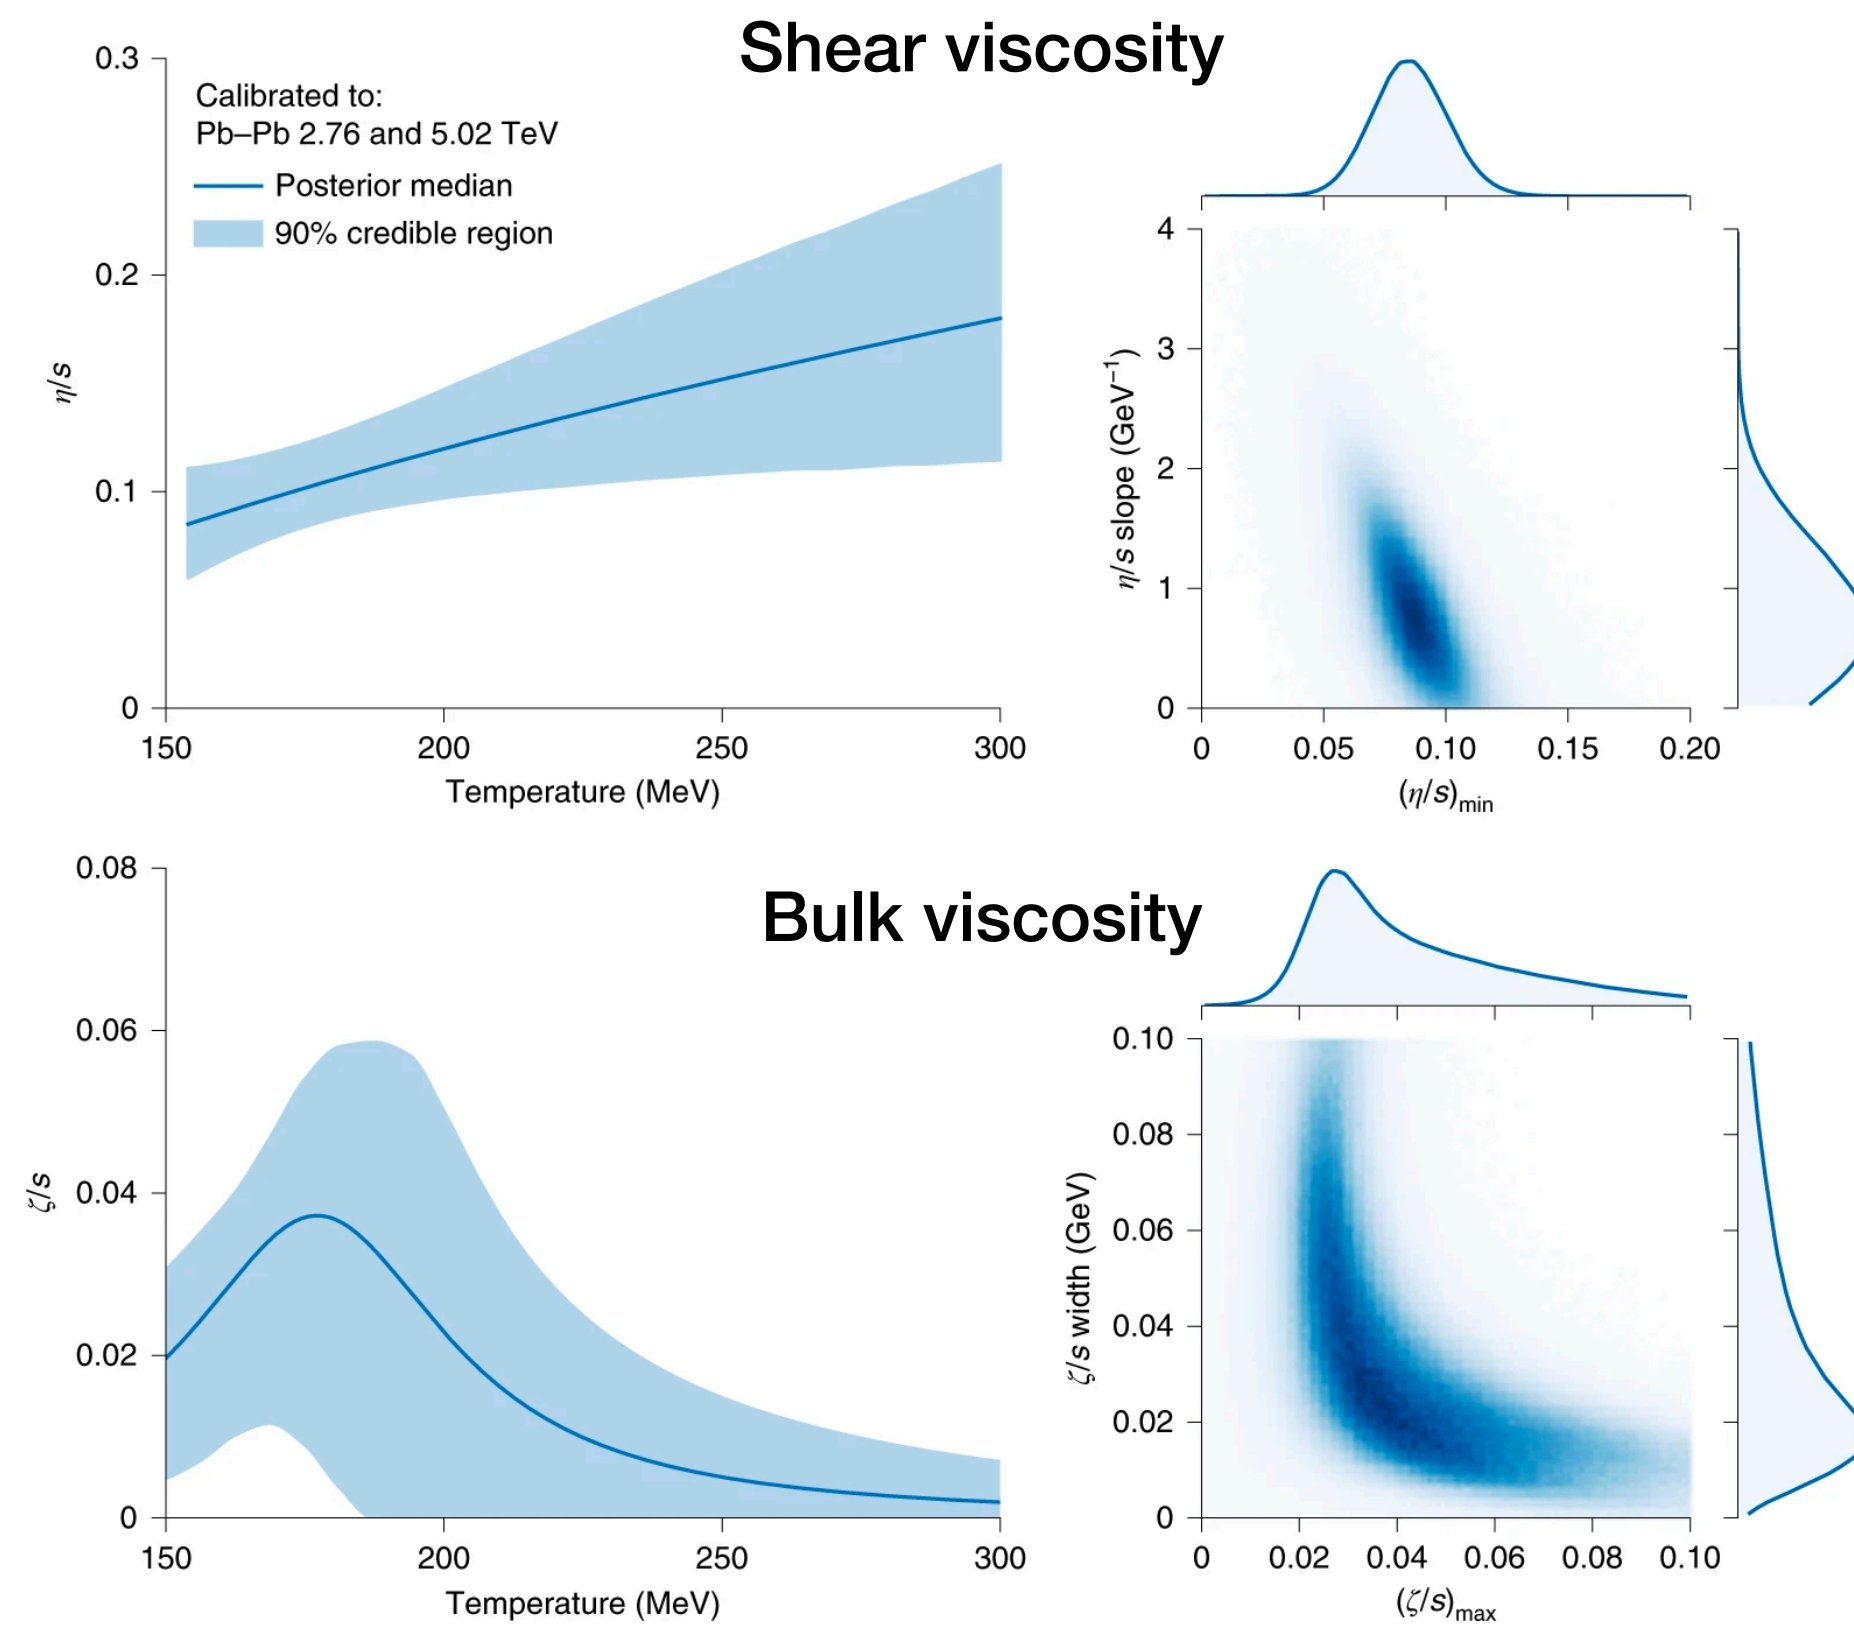 Shear viscosity
0.3
0.2
0.1
0
η/s
Calibrated to:
Pb–Pb 2.76 and 5.02 TeV
Posterior median
90% credible region
150 200 250 300
Temperature (MeV)
4
3
2
1
0
η/s slope (GeV⁻¹)
0 0.05 0.10 0.15 0.20
(η/s)min
Bulk viscosity
0.08
0.06
0.04
0.02
0
ζ/s
150 200 250 300
Temperature (MeV)
0.10
0.08
0.06
0.04
0.02
0
ζ/s width (GeV)
0 0.02 0.04 0.06 0.08 0.10
(ζ/s)max